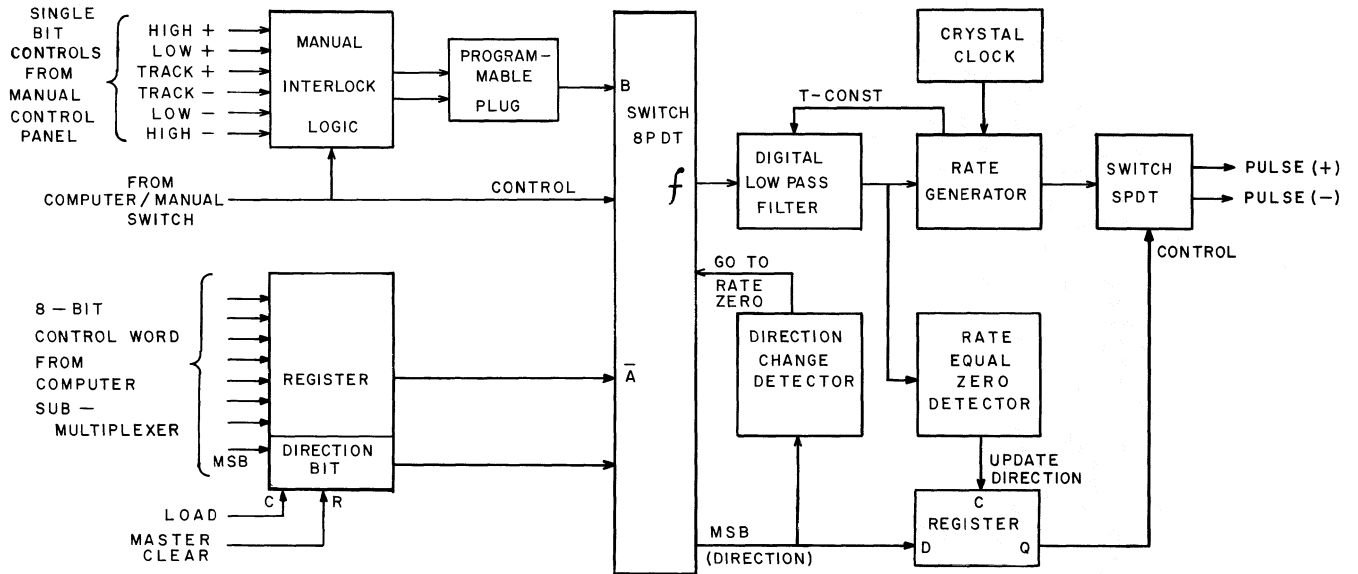 SINGLE
BIT
CONTROLS
FROM
MANUAL
CONTROL
PANEL
HIGH +
LOW +
TRACK +
TRACK −
LOW −
HIGH −
MANUAL
INTERLOCK
LOGIC
PROGRAM-
MABLE
PLUG
B
SWITCH
8PDT
f
FROM
COMPUTER/MANUAL
SWITCH
CONTROL
CRYSTAL
CLOCK
T-CONST
DIGITAL
LOW PASS
FILTER
RATE
GENERATOR
SWITCH
SPDT
PULSE (+)
PULSE (−)
CONTROL
8-BIT
CONTROL WORD
FROM
COMPUTER
SUB-
MULTIPLEXER
MSB
REGISTER
DIRECTION
BIT
C
R
LOAD
MASTER
CLEAR
A̅
GO TO
RATE
ZERO
DIRECTION
CHANGE
DETECTOR
RATE
EQUAL
ZERO
DETECTOR
UPDATE
DIRECTION
MSB
(DIRECTION)
C
REGISTER
D
Q